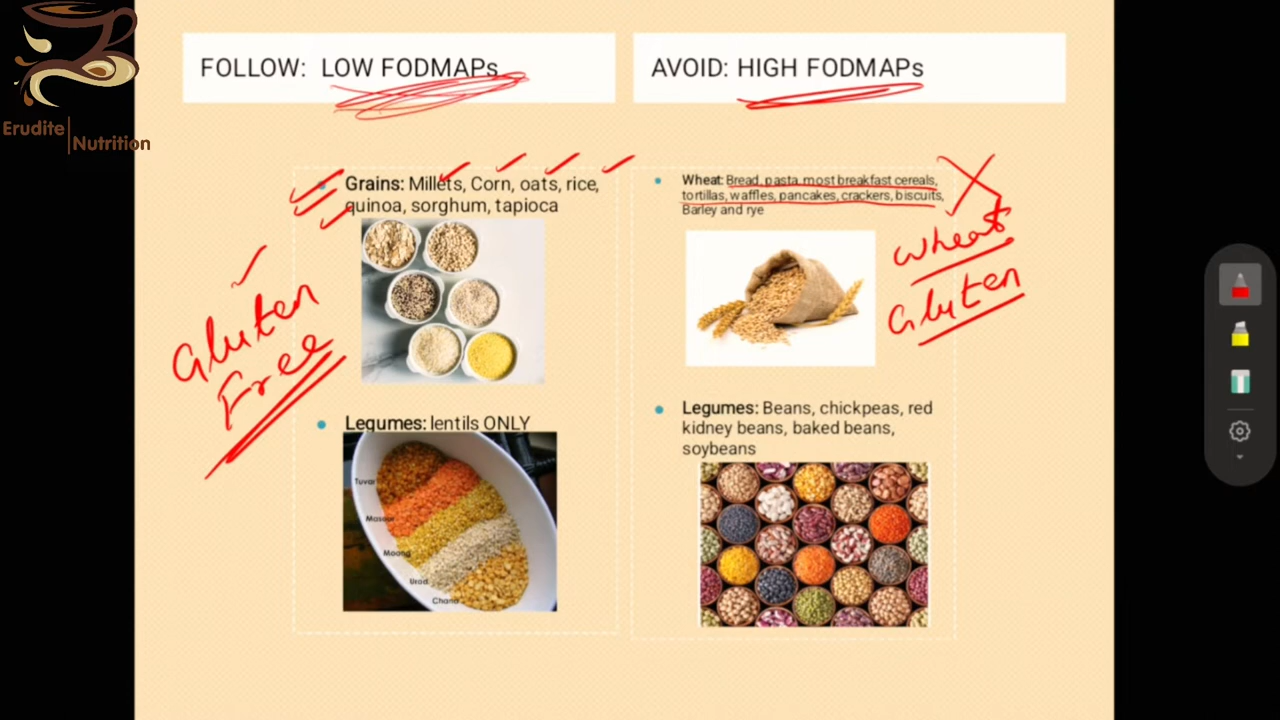 Erudite Nutrition
FOLLOW: LOW FODMAPs
Grains: Millets, Corn, oats, rice,
quinoa, sorghum, tapioca
Gluten
Free
Legumes: lentils ONLY
Tuvar
Masoor
Moong
Urad
Chana
AVOID: HIGH FODMAPs
Wheat: Bread, pasta, most breakfast cereals,
tortillas, waffles, pancakes, crackers, biscuits,
Barley and rye
Wheat
Gluten
Legumes: Beans, chickpeas, red
kidney beans, baked beans,
soybeans